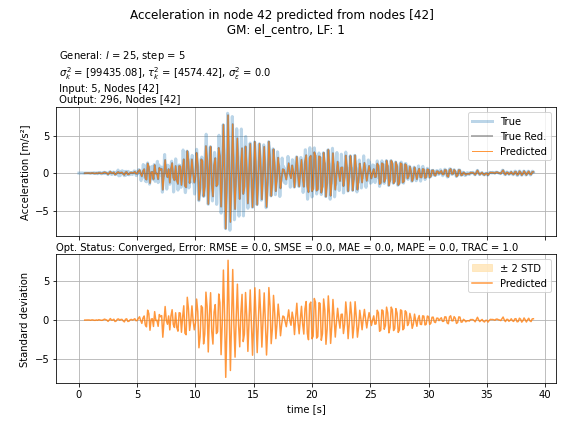 Acceleration in node 42 predicted from nodes [42]
GM: el_centro, LF: 1
General: l = 25, step = 5
σ²ₖ = [99435.08], τ²ₖ = [4574.42], σ²ₑ = 0.0
Input: 5, Nodes [42]
Output: 296, Nodes [42]
Acceleration [m/s²]
5
0
−5
True
True Red.
Predicted
Opt. Status: Converged, Error: RMSE = 0.0, SMSE = 0.0, MAE = 0.0, MAPE = 0.0, TRAC = 1.0
Standard deviation
5
0
−5
± 2 STD
Predicted
0 5 10 15 20 25 30 35 40
time [s]